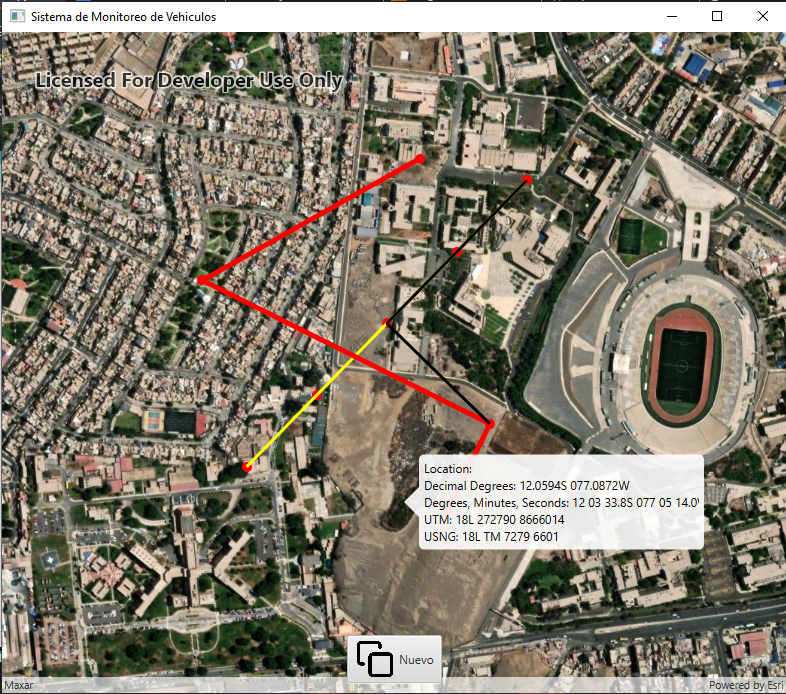 Sistema de Monitoreo de Vehiculos
Licensed For Developer Use Only
Location:
Decimal Degrees: 12.0594S 077.0872W
Degrees, Minutes, Seconds: 12 03 33.8S 077 05 14.0
UTM: 18L 272790 8666014
USNG: 18L TM 7279 6601
Nuevo
Maxar
Powered by Esri